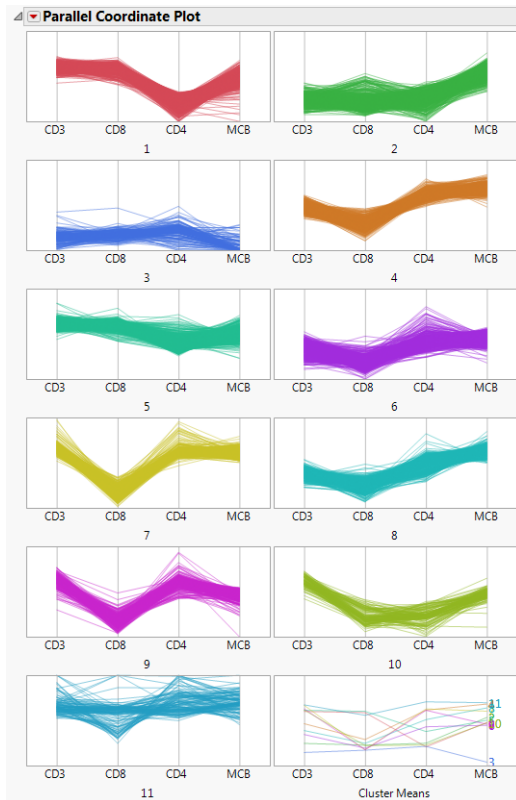 Parallel Coordinate Plot
CD3 CD8 CD4 MCB CD3 CD8 CD4 MCB
1 2
CD3 CD8 CD4 MCB CD3 CD8 CD4 MCB
3 4
CD3 CD8 CD4 MCB CD3 CD8 CD4 MCB
5 6
CD3 CD8 CD4 MCB CD3 CD8 CD4 MCB
7 8
CD3 CD8 CD4 MCB CD3 CD8 CD4 MCB
9 10
11
3
CD3 CD8 CD4 MCB CD3 CD8 CD4 MCB
11 Cluster Means